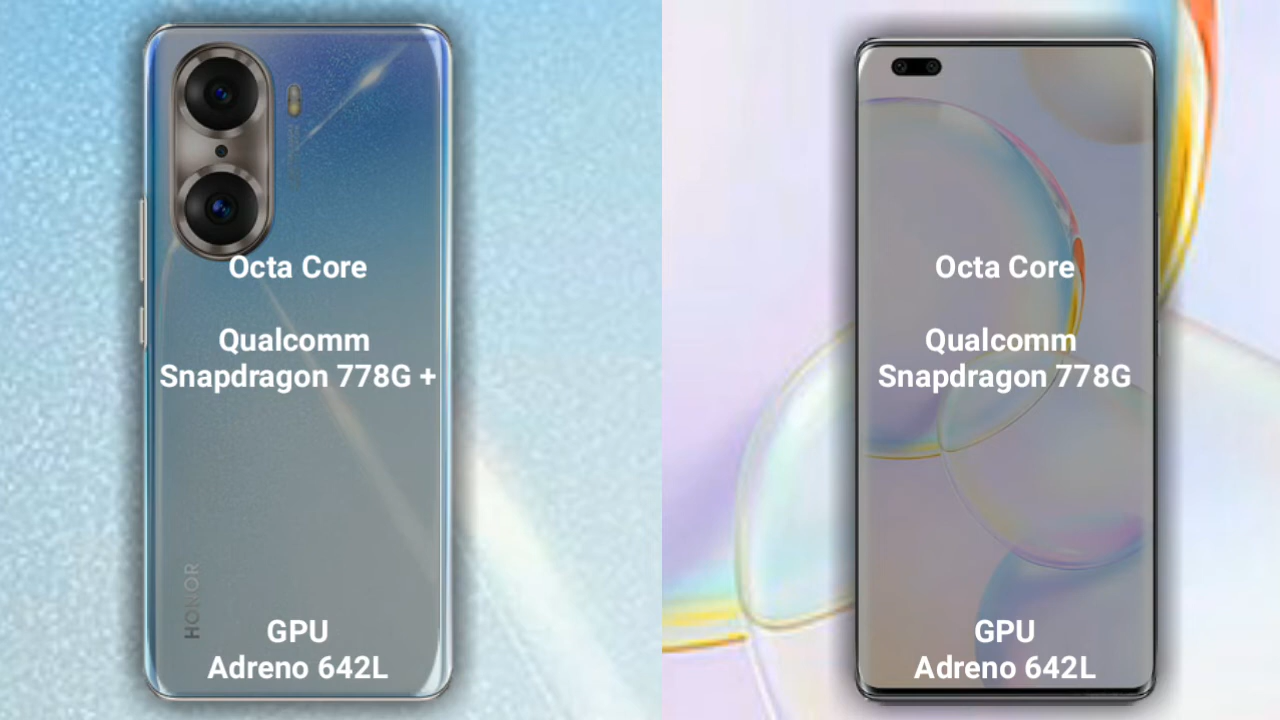 Octa Core
Qualcomm
Snapdragon 778G +
HONOR
GPU
Adreno 642L
Octa Core
Qualcomm
Snapdragon 778G
GPU
Adreno 642L